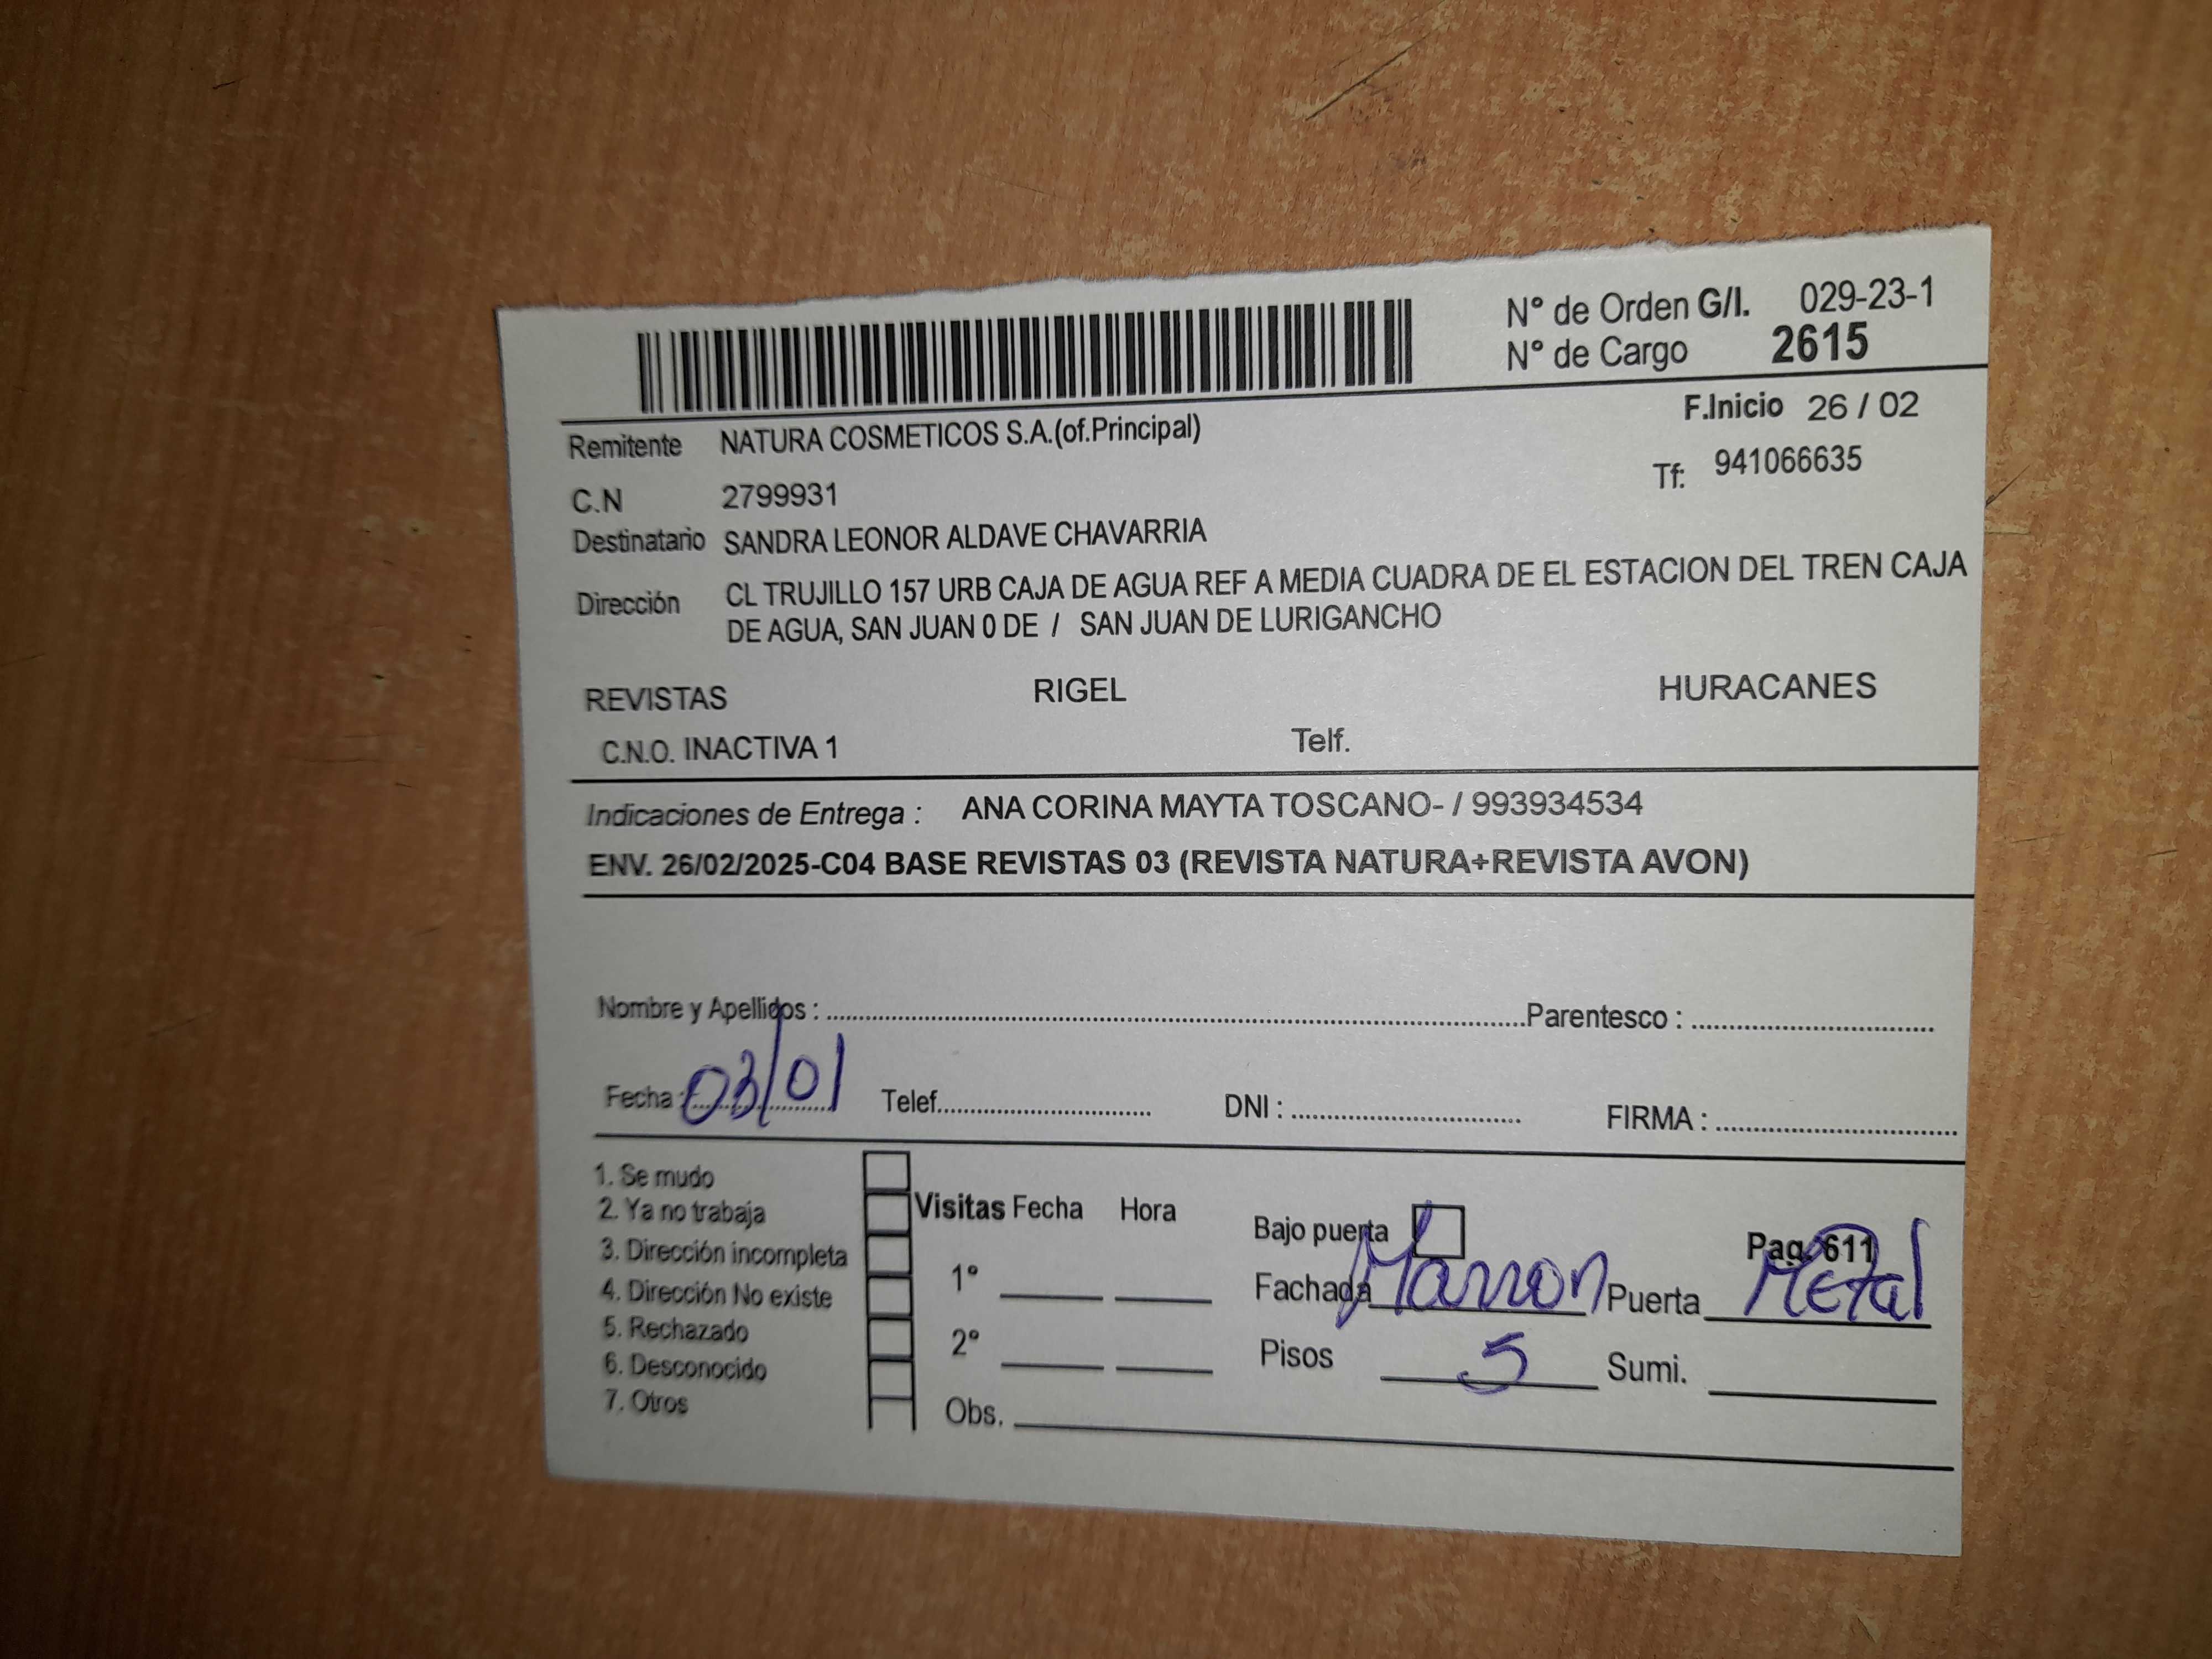 N° de Orden G/I. 029-23-1
N° de Cargo 2615
F.Inicio 26 / 02
Remitente NATURA COSMETICOS S.A.(of.Principal)
Tf: 941066635
C.N 2799931
Destinatario SANDRA LEONOR ALDAVE CHAVARRIA
Dirección CL TRUJILLO 157 URB CAJA DE AGUA REF A MEDIA CUADRA DE EL ESTACION DEL TREN CAJA
DE AGUA, SAN JUAN 0 DE / SAN JUAN DE LURIGANCHO
REVISTAS RIGEL HURACANES
C.N.O. INACTIVA 1 Telf.
Indicaciones de Entrega : ANA CORINA MAYTA TOSCANO- / 993934534
ENV. 26/02/2025-C04 BASE REVISTAS 03 (REVISTA NATURA+REVISTA AVON)
Nombre y Apellidos : Parentesco :
Fecha : 03/01 Telef. DNI : FIRMA :
1. Se mudo
2. Ya no trabaja
3. Dirección incompleta
4. Dirección No existe
5. Rechazado
6. Desconocido
7. Otros
Visitas Fecha Hora
1°
2°
Obs.
Bajo puerta Pag. 611
Fachada Marron Puerta Metal
Pisos 5 Sumi.